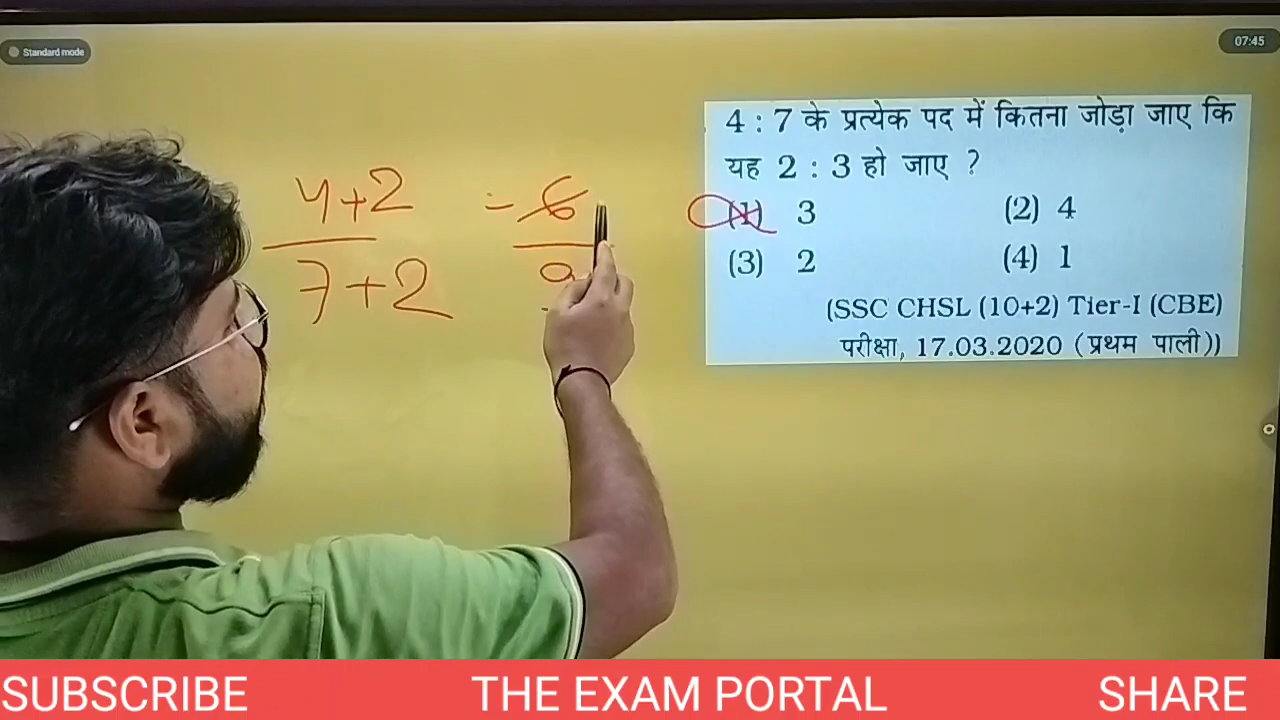 Standard mode
07:45
4 : 7 के प्रत्येक पद में कितना जोड़ा जाए कि
यह 2 : 3 हो जाए ?
(1) 3 (2) 4
(3) 2 (4) 1
(SSC CHSL (10+2) Tier-I (CBE)
परीक्षा, 17.03.2020 (प्रथम पाली))
4+2 = 6
7+2
SUBSCRIBE THE EXAM PORTAL SHARE